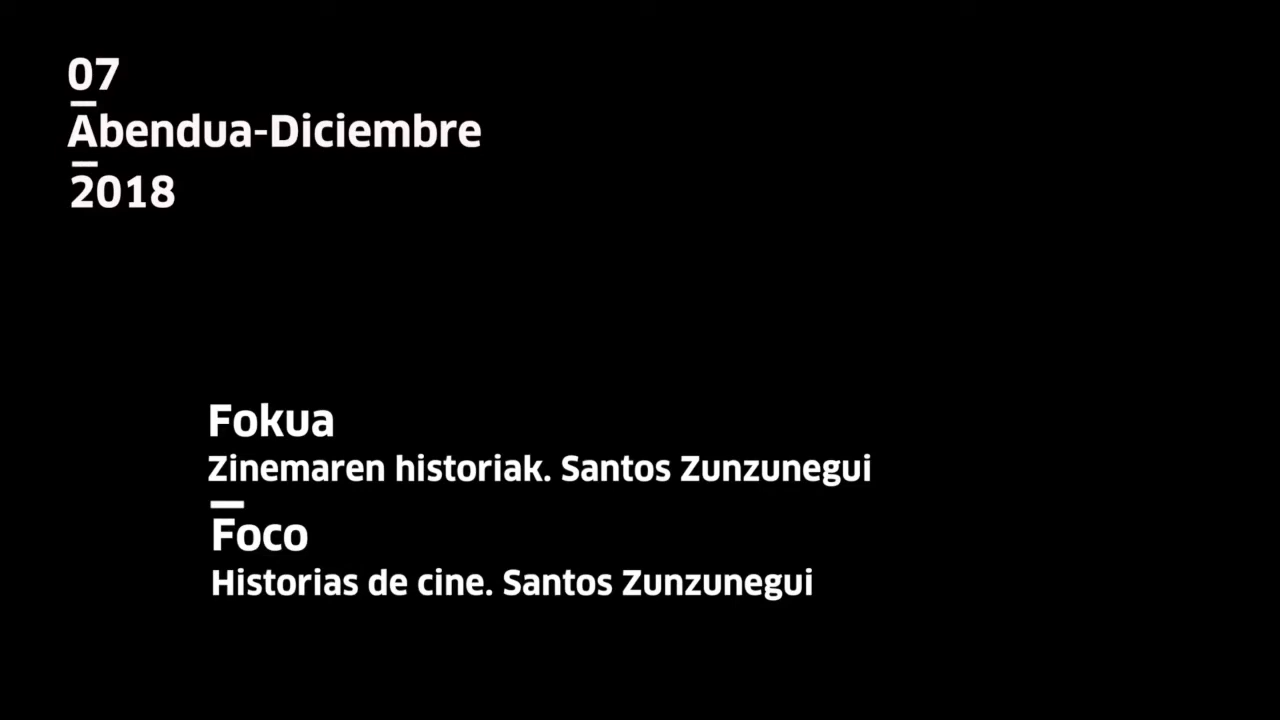 07
Abendua-Diciembre
2018
Fokua
Zinemaren historiak. Santos Zunzunegui
Foco
Historias de cine. Santos Zunzunegui